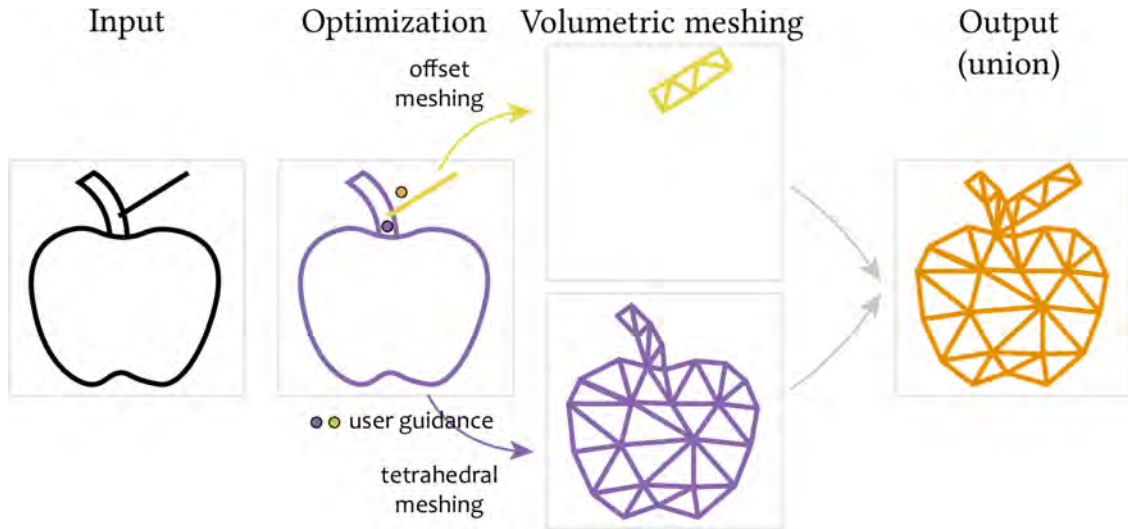 Input
Optimization
Volumetric meshing
Output
(union)
offset
meshing
user guidance
tetrahedral
meshing